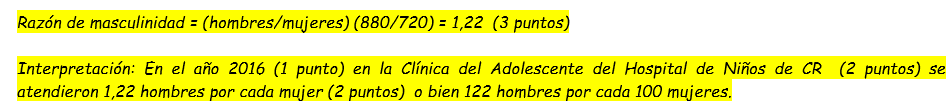 Razón de masculinidad = (hombres/mujeres) (880/720) = 1,22 (3 puntos)
Interpretación: En el año 2016 (1 punto) en la Clínica del Adolescente del Hospital de Niños de CR (2 puntos) se
atendieron 1,22 hombres por cada mujer (2 puntos) o bien 122 hombres por cada 100 mujeres.